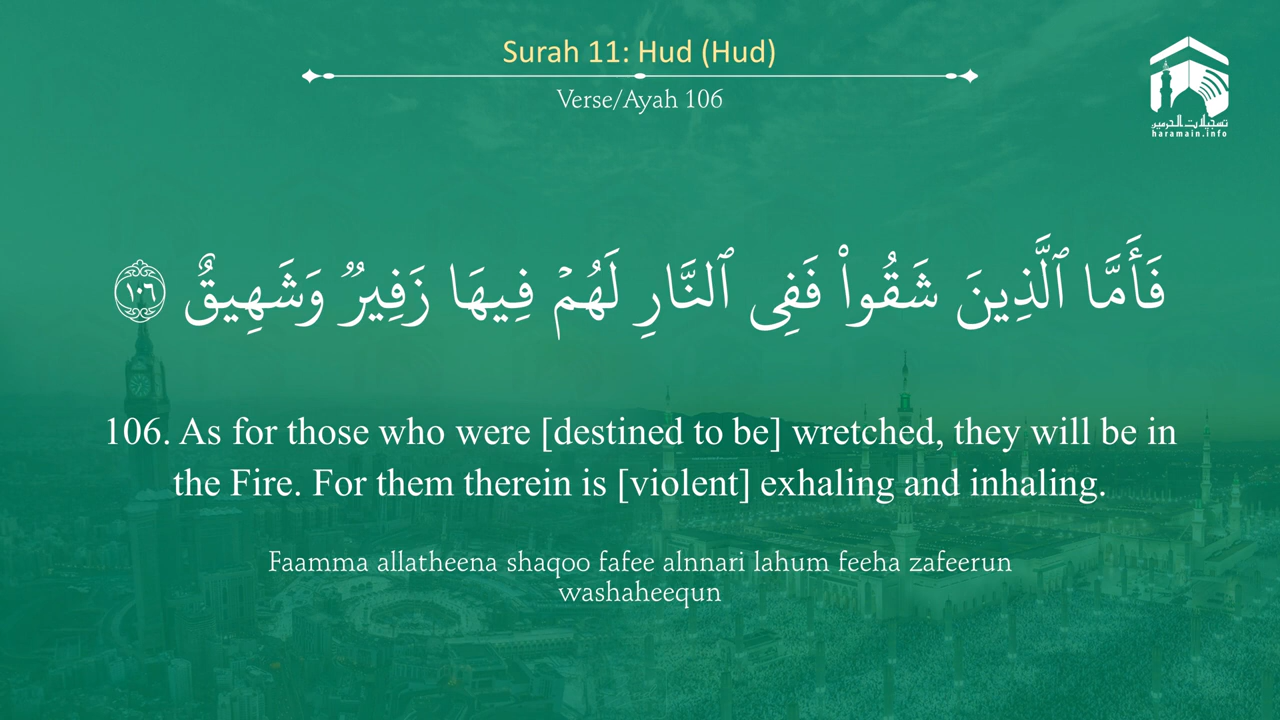 Surah 11: Hud (Hud)
Verse/Ayah 106
تسجيلات الحرمين
haramain.info
فَأَمَّا ٱلَّذِينَ شَقُوا۟ فَفِى ٱلنَّارِ لَهُمْ فِيهَا زَفِيرٌۭ وَشَهِيقٌ ١٠٦
106. As for those who were [destined to be] wretched, they will be in
the Fire. For them therein is [violent] exhaling and inhaling.
Faamma allatheena shaqoo fafee alnnari lahum feeha zafeerun
washaheequn